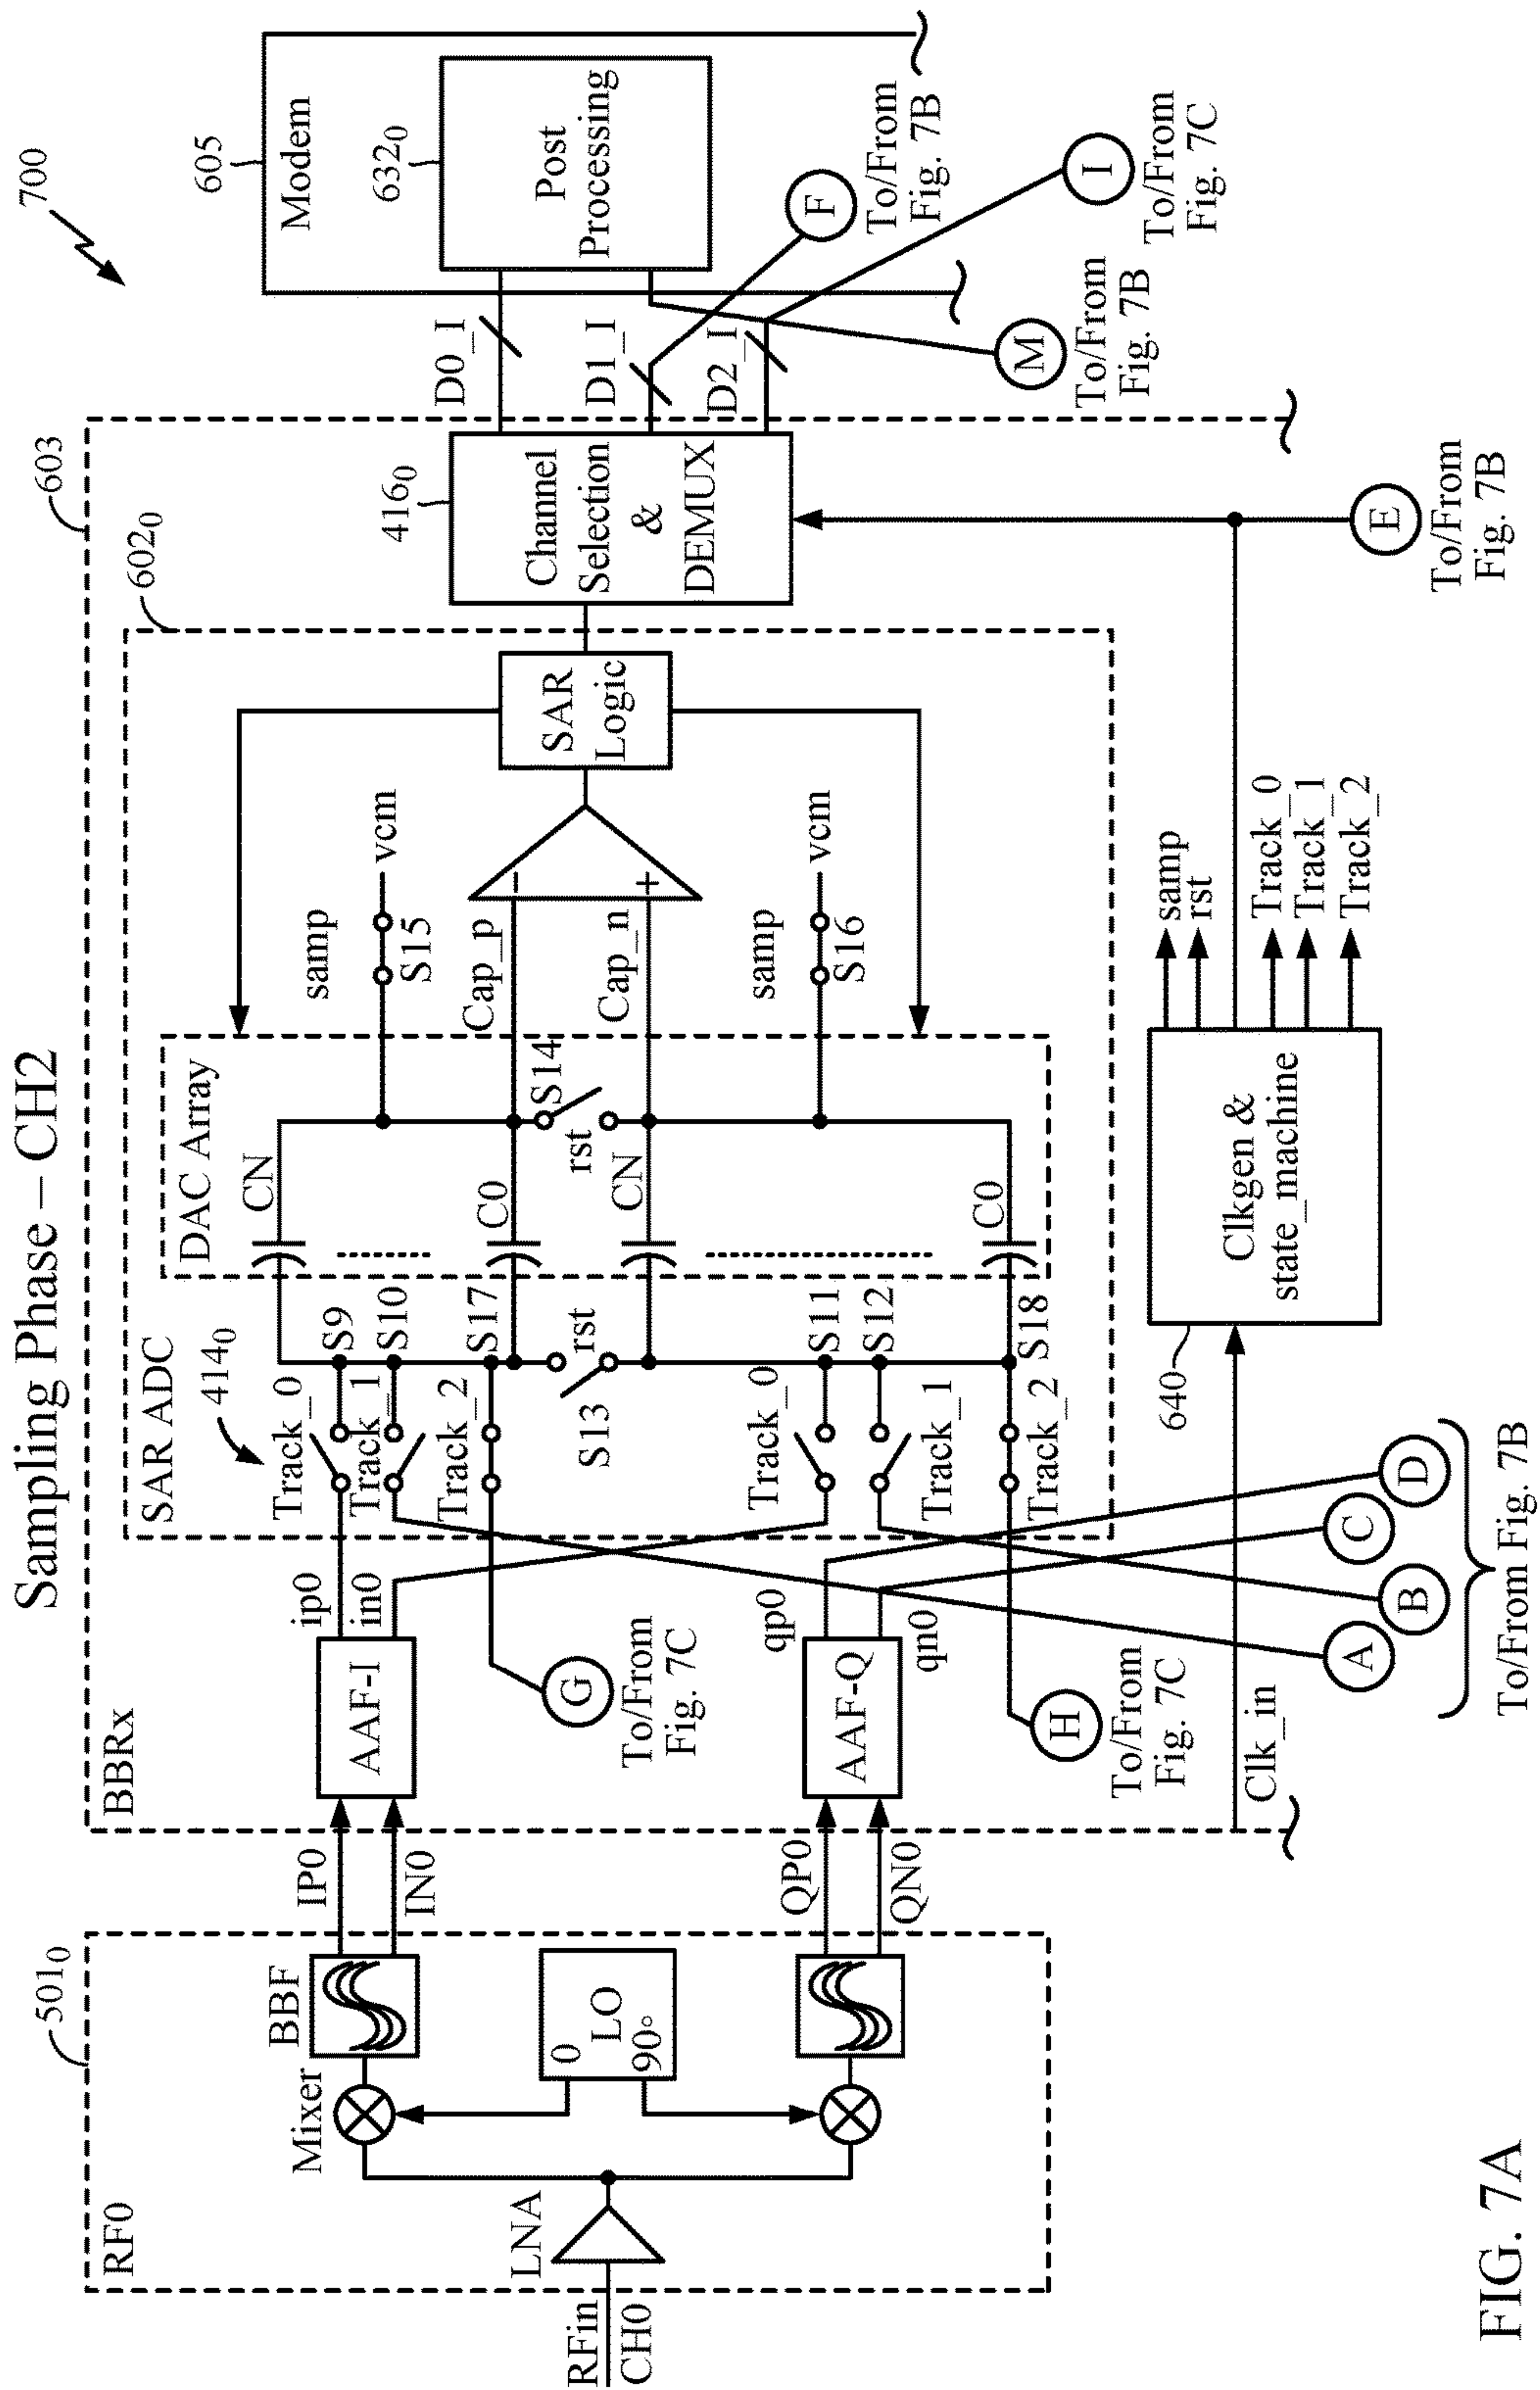 Sampling Phase – CH2
700
501₀
RF0
RFin
CH0
LNA
Mixer
BBF
LO
0
90°
IP0
IN0
QP0
QN0
603
BBRx
AAF-I
AAF-Q
ip0
in0
qp0
qn0
G
To/From
Fig. 7C
H
To/From
Fig. 7C
602₀
SAR ADC
414₀
Track_0
Track_1
Track_2
S9
S10
S17
S13
rst
Track_0
Track_1
Track_2
S11
S12
S18
DAC Array
CN
C0
CN
C0
rst
S14
samp
S15
vcm
Cap_p
Cap_n
samp
S16
vcm
–
+
SAR
Logic
416₀
Channel
Selection
&
DEMUX
D0_I
D1_I
D2_I
605
Modem
632₀
Post
Processing
F
To/From
Fig. 7B
I
To/From
Fig. 7C
M
To/From
Fig. 7B
E
To/From
Fig. 7B
Clk_in
640
Clkgen &
state_machine
samp
rst
Track_0
Track_1
Track_2
A
B
C
D
To/From Fig. 7B
FIG. 7A